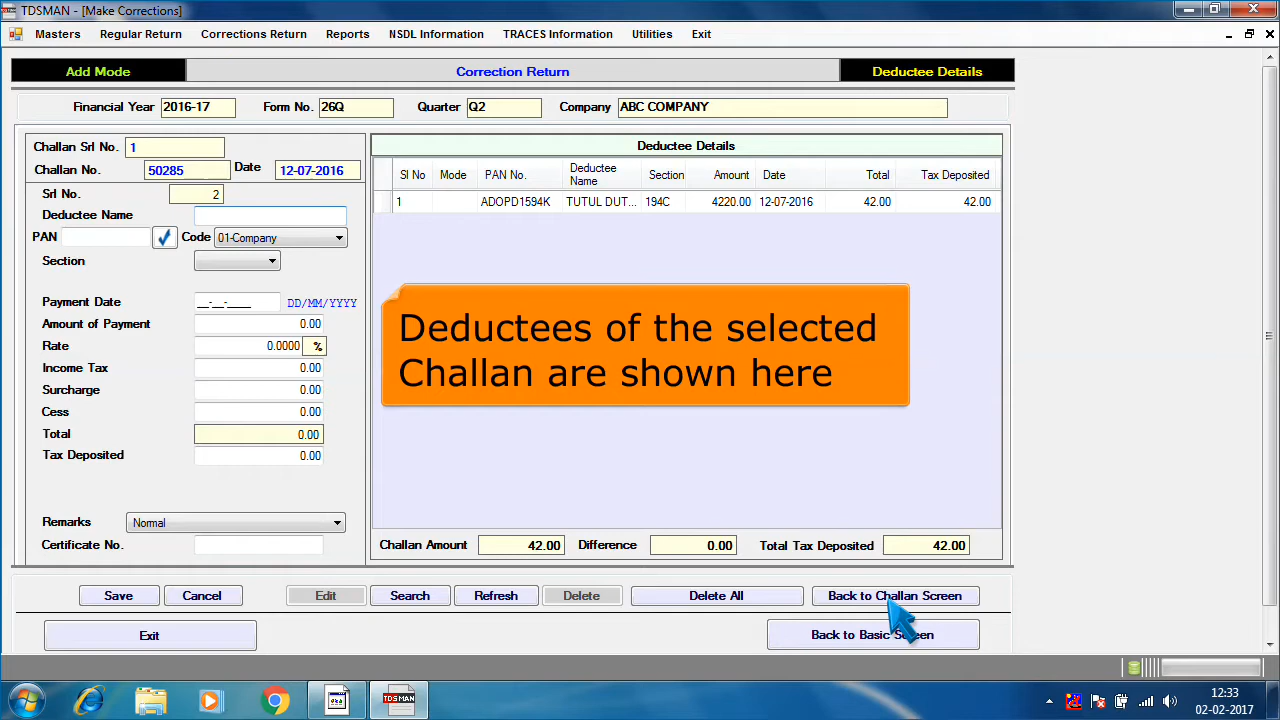 TDSMAN - [Make Corrections]
Masters Regular Return Corrections Return Reports NSDL Information TRACES Information Utilities Exit
Add Mode Correction Return Deductee Details
Financial Year 2016-17 Form No. 26Q Quarter Q2 Company ABC COMPANY
Challan Srl No. 1
Challan No. 50285 Date 12-07-2016
Srl No. 2
Deductee Name
PAN Code 01-Company
Section
Payment Date __-__-____ DD/MM/YYYY
Amount of Payment 0.00
Rate 0.0000 %
Income Tax 0.00
Surcharge 0.00
Cess 0.00
Total 0.00
Tax Deposited 0.00
Remarks Normal
Certificate No.
Deductee Details
Sl No Mode PAN No. Deductee Name Section Amount Date Total Tax Deposited
1 ADOPD1594K TUTUL DUT... 194C 4220.00 12-07-2016 42.00 42.00
Deductees of the selected
Challan are shown here
Challan Amount 42.00 Difference 0.00 Total Tax Deposited 42.00
Save Cancel Edit Search Refresh Delete Delete All Back to Challan Screen
Exit Back to Basic Screen
TDSMAN
12:33
02-02-2017